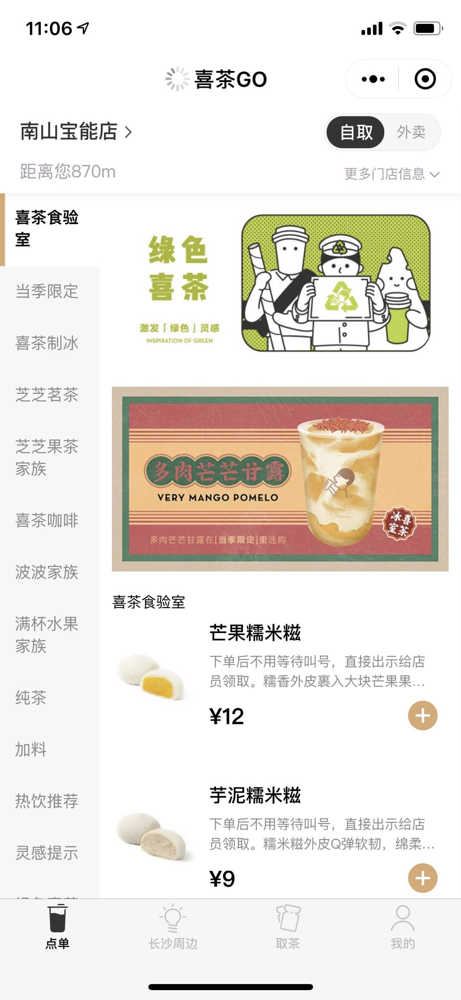 11:06
喜茶GO
南山宝能店
自取
外卖
距离您870m
更多门店信息
喜茶食验
室
当季限定
喜茶制冰
芝芝茗茶
芝芝果茶
家族
喜茶咖啡
波波家族
满杯水果
家族
纯茶
加料
热饮推荐
灵感提示
绿色
喜茶
激发「绿色」灵感
INSPIRATION OF GREEN
多肉芒芒甘露
VERY MANGO POMELO
多肉芒芒甘露在[当季限定]里选购
喜茶
冰室
喜茶食验室
芒果糯米糍
下单后不用等待叫号，直接出示给店
员领取。糯香外皮裹入大块芒果果...
¥12
芋泥糯米糍
下单后不用等待叫号，直接出示给店
员领取。糯米糍外皮Q弹软韧，绵柔...
¥9
点单
长沙周边
取茶
我的